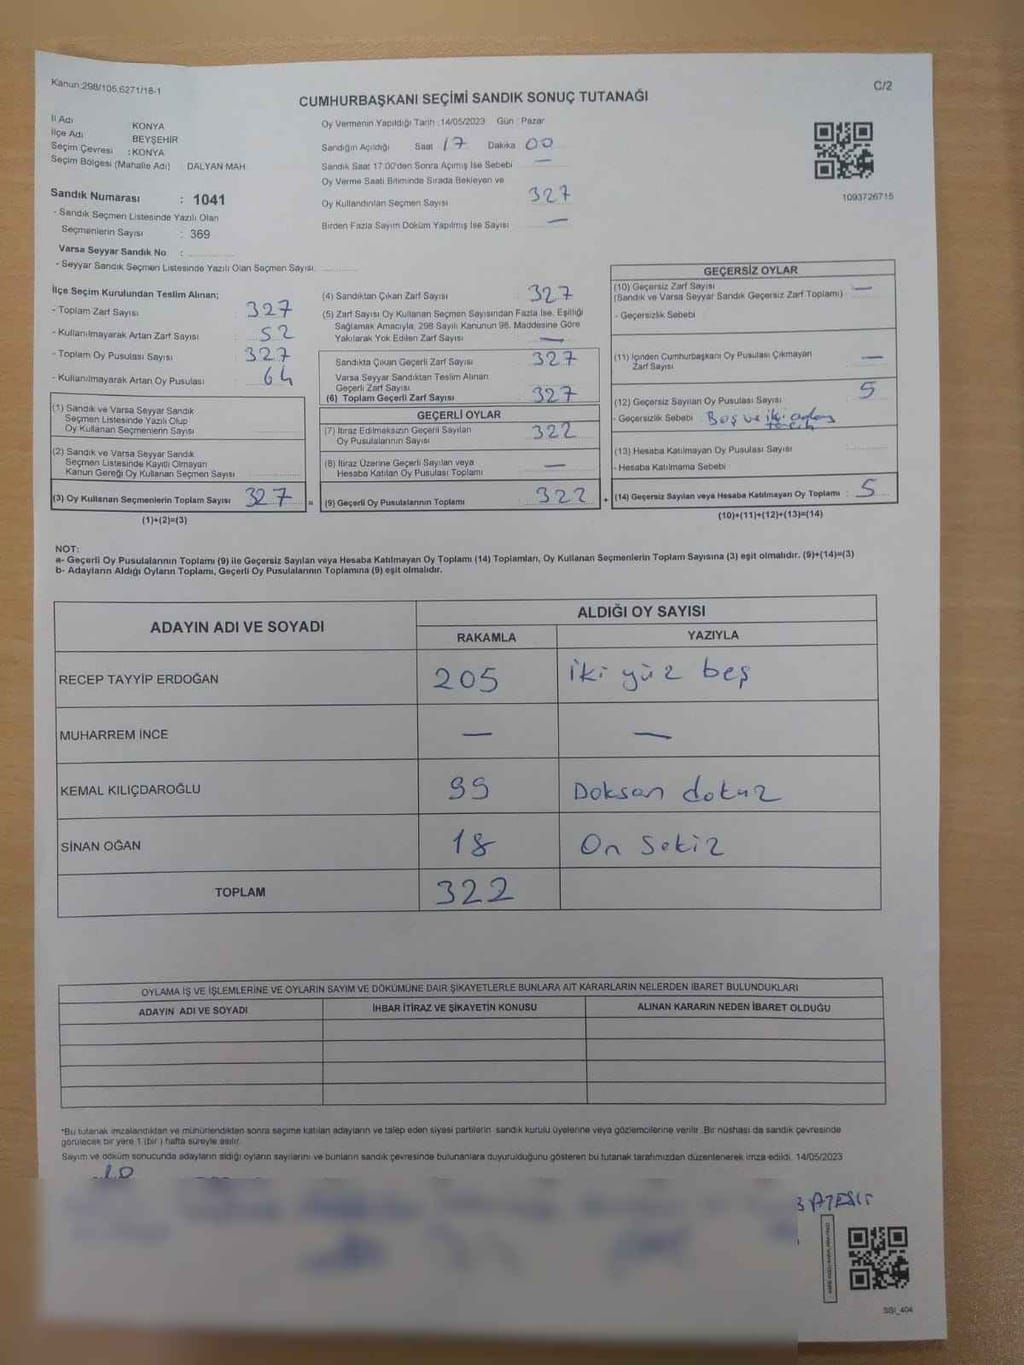 Kanun:298/105,6271/18-1
C/2
CUMHURBAŞKANI SEÇİMİ SANDIK SONUÇ TUTANAĞI
İl Adı KONYA
İlçe Adı BEYŞEHİR
Seçim Çevresi : KONYA
Seçim Bölgesi (Mahalle Adı) DALYAN MAH
Sandık Numarası : 1041
- Sandık Seçmen Listesinde Yazılı Olan
Seçmenlerin Sayısı : 369
Varsa Seyyar Sandık No :
- Seyyar Sandık Seçmen Listesinde Yazılı Olan Seçmen Sayısı:
Oy Vermenin Yapıldığı Tarih :14/05/2023 Gün : Pazar
Sandığın Açıldığı Saat 17 Dakika 00
Sandık Saat 17.00'den Sonra Açılmış İse Sebebi —
Oy Verme Saati Bitiminde Sırada Bekleyen ve
Oy Kullandırılan Seçmen Sayısı 327
Birden Fazla Sayım Döküm Yapılmış İse Sayısı —
1093726715
İlçe Seçim Kurulundan Teslim Alınan;
- Toplam Zarf Sayısı 327
- Kullanılmayarak Artan Zarf Sayısı 52
- Toplam Oy Pusulası Sayısı 327
- Kullanılmayarak Artan Oy Pusulası 64
(1) Sandık ve Varsa Seyyar Sandık
Seçmen Listesinde Yazılı Olup
Oy Kullanan Seçmenlerin Sayısı
(2) Sandık ve Varsa Seyyar Sandık
Seçmen Listesinde Kayıtlı Olmayan
Kanun Gereği Oy Kullanan Seçmen Sayısı
(3) Oy Kullanan Seçmenlerin Toplam Sayısı 327 =
(1)+(2)=(3)
(4) Sandıktan Çıkan Zarf Sayısı : 327
(5) Zarf Sayısı Oy Kullanan Seçmen Sayısından Fazla İse, Eşitliği
Sağlamak Amacıyla, 298 Sayılı Kanunun 98. Maddesine Göre
Yakılarak Yok Edilen Zarf Sayısı —
Sandıkta Çıkan Geçerli Zarf Sayısı 327
Varsa Seyyar Sandıktan Teslim Alınan
Geçerli Zarf Sayısı
(6) Toplam Geçerli Zarf Sayısı 327
GEÇERLİ OYLAR
(7) İtiraz Edilmeksizin Geçerli Sayılan
Oy Pusulalarının Sayısı 322
(8) İtiraz Üzerine Geçerli Sayılan veya
Hesaba Katılan Oy Pusulası Toplamı —
(9) Geçerli Oy Pusulalarının Toplamı 322 +
GEÇERSİZ OYLAR
(10) Geçersiz Zarf Sayısı —
(Sandık ve Varsa Seyyar Sandık Geçersiz Zarf Toplamı)
- Geçersizlik Sebebi
(11) İçinden Cumhurbaşkanı Oy Pusulası Çıkmayan
Zarf Sayısı —
(12) Geçersiz Sayılan Oy Pusulası Sayısı 5
- Geçersizlik Sebebi Boş ve iki
(13) Hesaba Katılmayan Oy Pusulası Sayısı
- Hesaba Katılmama Sebebi
(14) Geçersiz Sayılan veya Hesaba Katılmayan Oy Toplamı : 5
(10)+(11)+(12)+(13)=(14)
NOT:
a- Geçerli Oy Pusulalarının Toplamı (9) ile Geçersiz Sayılan veya Hesaba Katılmayan Oy Toplamı (14) Toplamları, Oy Kullanan Seçmenlerin Toplam Sayısına (3) eşit olmalıdır. (9)+(14)=(3)
b- Adayların Aldığı Oyların Toplamı, Geçerli Oy Pusulalarının Toplamına (9) eşit olmalıdır.
ADAYIN ADI VE SOYADI
ALDIĞI OY SAYISI
RAKAMLA YAZIYLA
RECEP TAYYİP ERDOĞAN 205 İki yüz beş
MUHARREM İNCE — —
KEMAL KILIÇDAROĞLU 99 Doksan dokuz
SİNAN OĞAN 18 On Sekiz
TOPLAM 322
OYLAMA İŞ VE İŞLEMLERİNE VE OYLARIN SAYIM VE DÖKÜMÜNE DAİR ŞİKAYETLERLE BUNLARA AİT KARARLARIN NELERDEN İBARET BULUNDUKLARI
ADAYIN ADI VE SOYADI İHBAR İTİRAZ VE ŞİKAYETİN KONUSU ALINAN KARARIN NEDEN İBARET OLDUĞU
*Bu tutanak imzalandıktan ve mühürlendikten sonra seçime katılan adayların ve talep eden siyasi partilerin sandık kurulu üyelerine veya gözlemcilerine verilir. Bir nüshası da sandık çevresinde
görülecek bir yere 1 (bir ) hafta süreyle asılır.
Sayım ve döküm sonucunda adayların aldığı oyların sayılarını ve bunların sandık çevresinde bulunanlara duyurulduğunu gösteren bu tutanak tarafımızdan düzenlenerek imza edildi. 14/05/2023
SBI_404